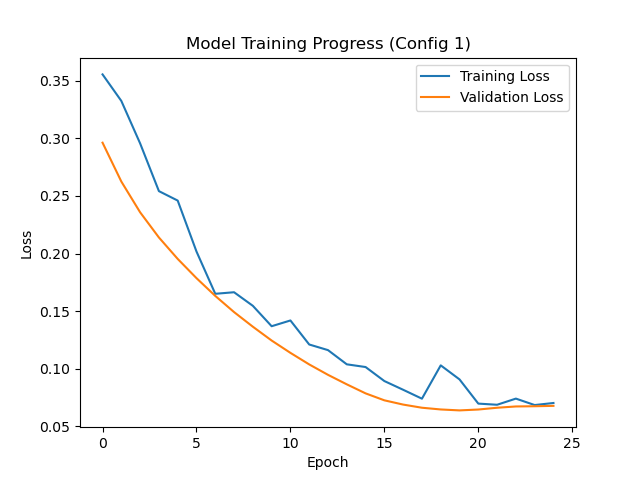 Model Training Progress (Config 1)
Training Loss
Validation Loss
Loss
0.35
0.30
0.25
0.20
0.15
0.10
0.05
0 5 10 15 20 25
Epoch